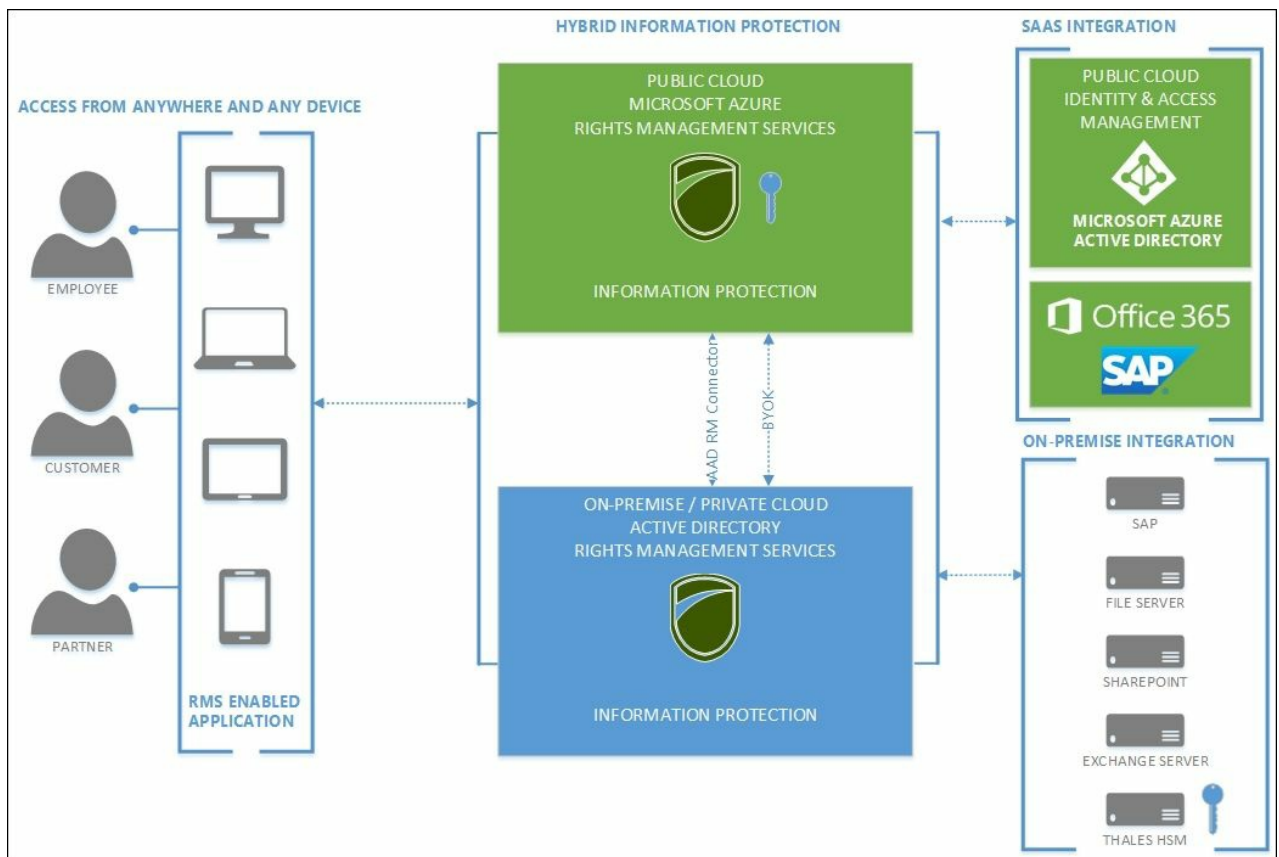 HYBRID INFORMATION PROTECTION
SAAS INTEGRATION
ACCESS FROM ANYWHERE AND ANY DEVICE
EMPLOYEE
CUSTOMER
PARTNER
RMS ENABLED
APPLICATION
PUBLIC CLOUD
MICROSOFT AZURE
RIGHTS MANAGEMENT SERVICES
INFORMATION PROTECTION
AAD RM Connector
BYOK
ON-PREMISE / PRIVATE CLOUD
ACTIVE DIRECTORY
RIGHTS MANAGEMENT SERVICES
INFORMATION PROTECTION
PUBLIC CLOUD
IDENTITY & ACCESS
MANAGEMENT
MICROSOFT AZURE
ACTIVE DIRECTORY
Office 365
SAP
ON-PREMISE INTEGRATION
SAP
FILE SERVER
SHAREPOINT
EXCHANGE SERVER
THALES HSM